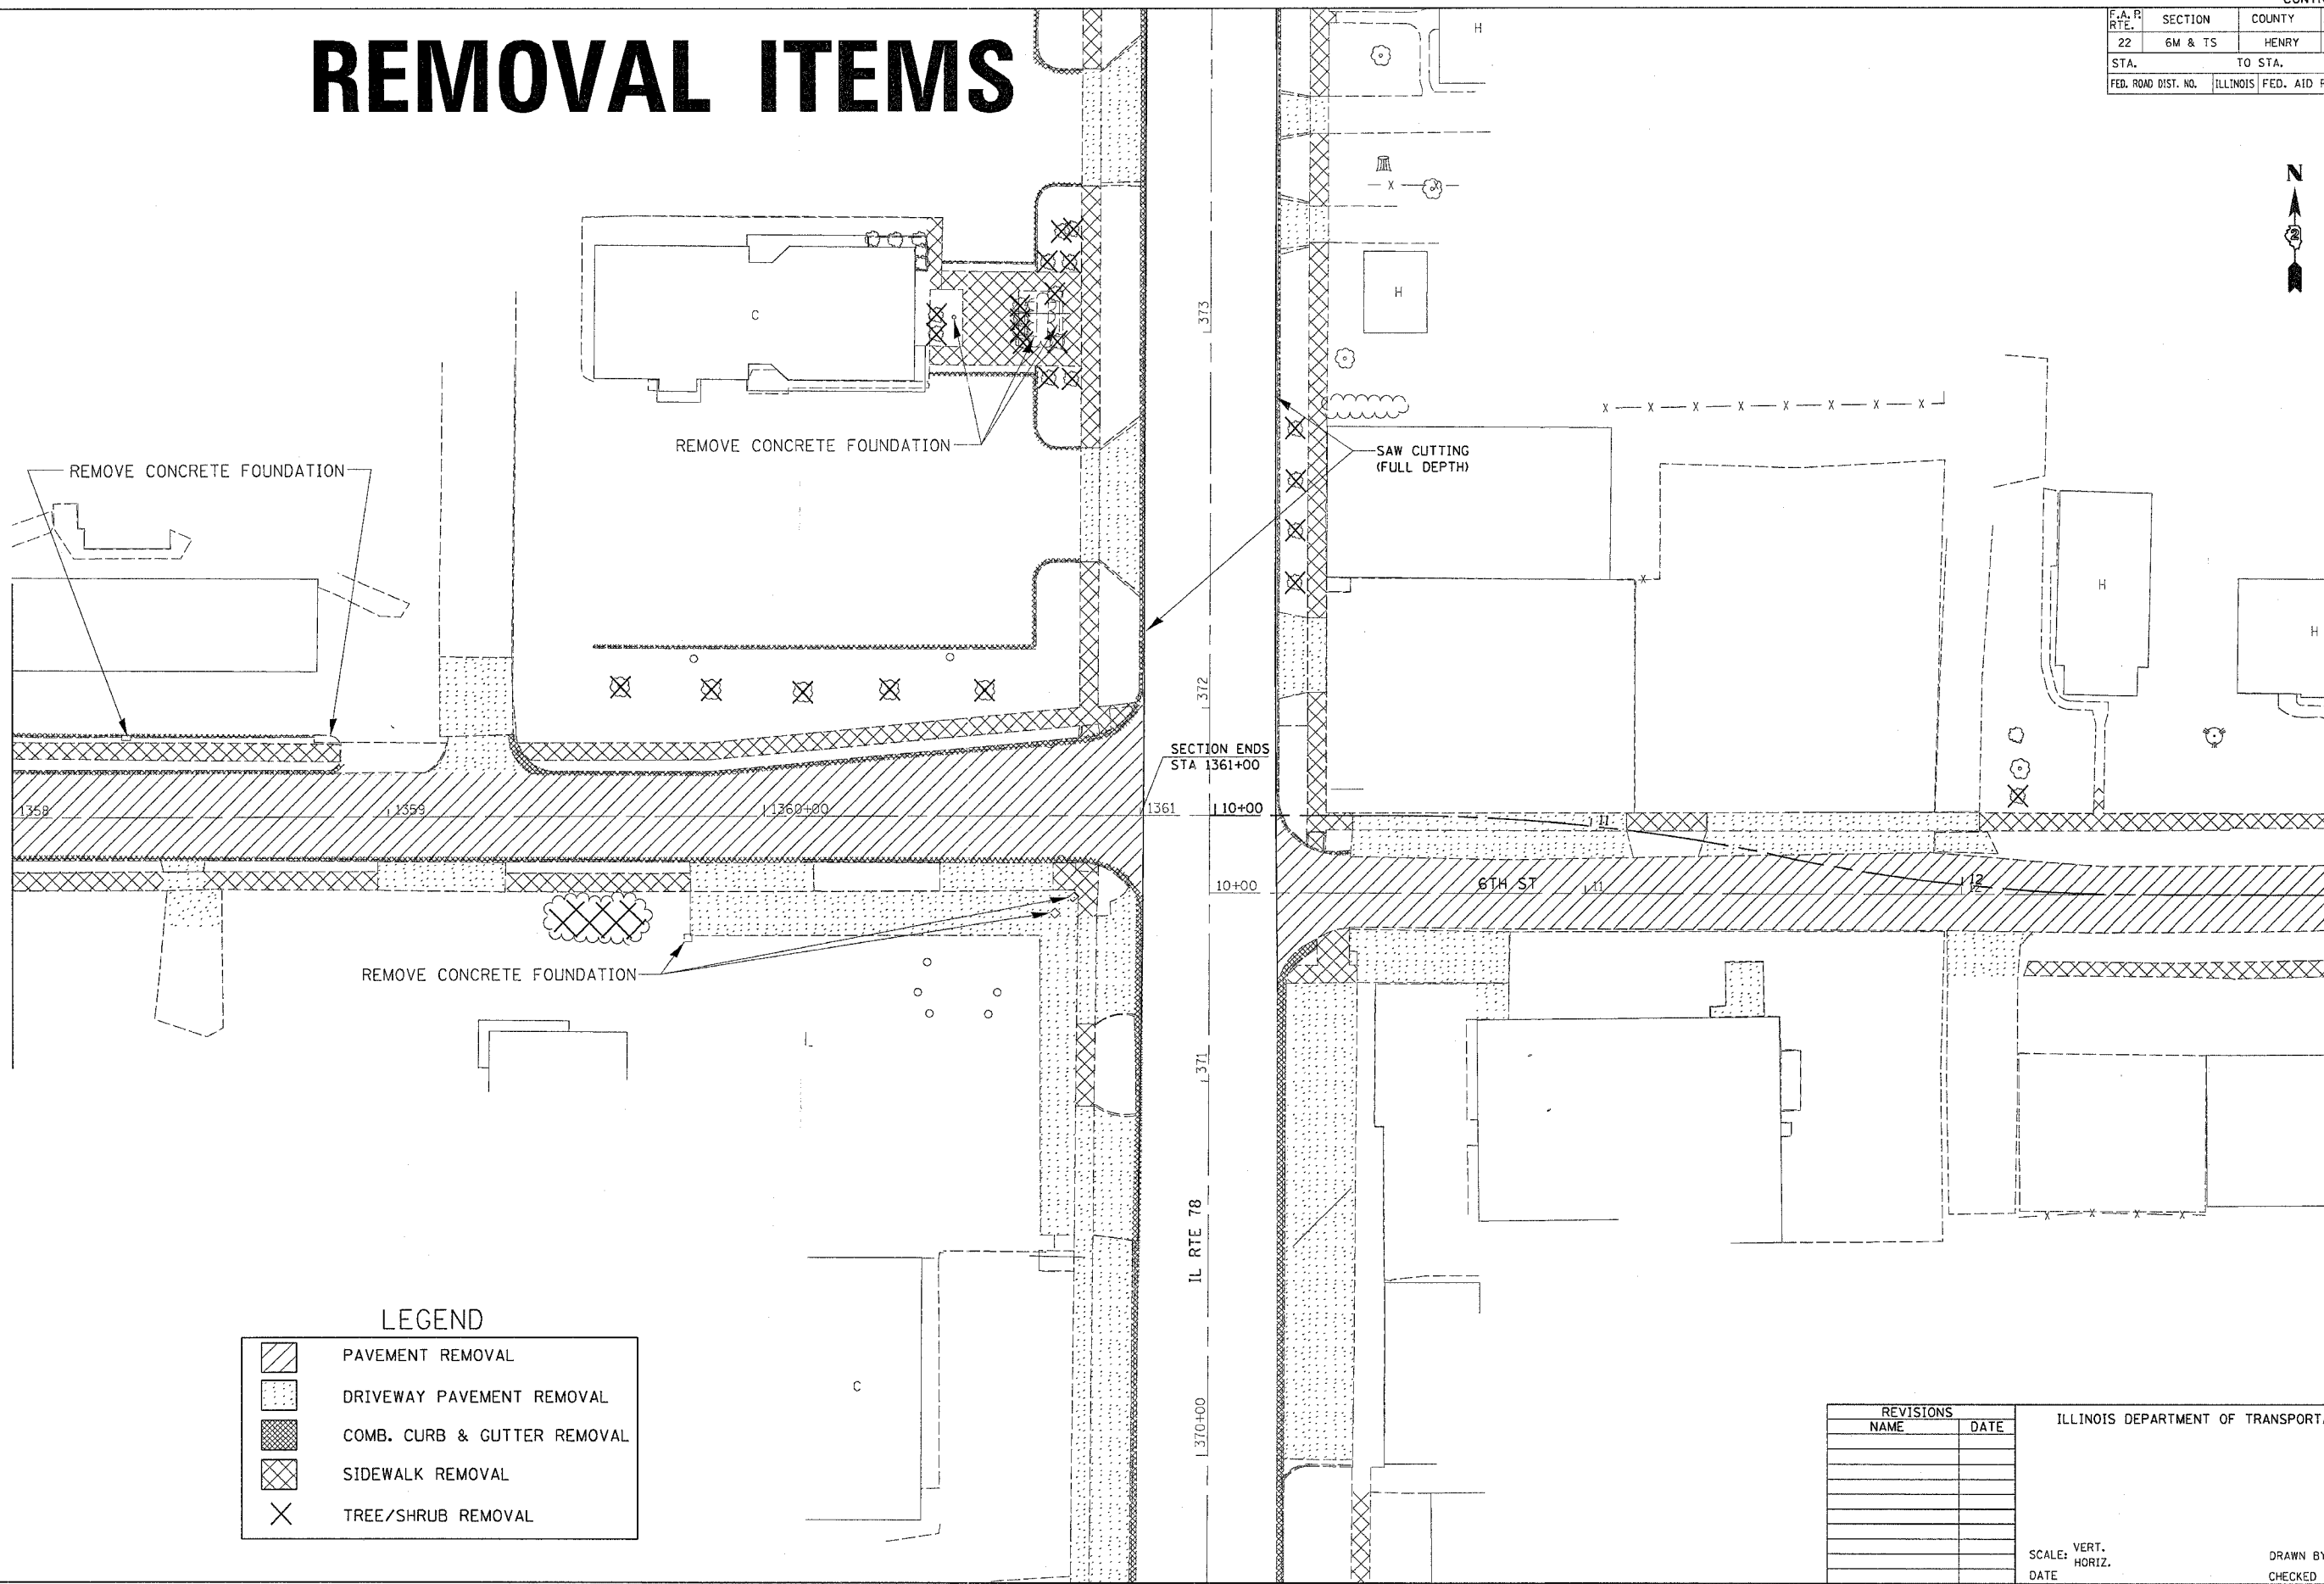 REMOVAL ITEMS
F.A.P. RTE. SECTION COUNTY
22 6M & TS HENRY
STA. TO STA.
FED. ROAD DIST. NO. ILLINOIS FED. AID
N
2
H
H
C
373
REMOVE CONCRETE FOUNDATION
REMOVE CONCRETE FOUNDATION
SAW CUTTING
(FULL DEPTH)
H
H
372
SECTION ENDS
STA 1361+00
1358
1359
1360+00
1361
10+00
11
10+00
6TH ST
11
12
12
REMOVE CONCRETE FOUNDATION
371
IL RTE 78
370+00
C
LEGEND
PAVEMENT REMOVAL
DRIVEWAY PAVEMENT REMOVAL
COMB. CURB & GUTTER REMOVAL
SIDEWALK REMOVAL
TREE/SHRUB REMOVAL
REVISIONS
NAME DATE
ILLINOIS DEPARTMENT OF TRANSPORT
SCALE: VERT.
HORIZ.
DATE
DRAWN BY
CHECKED